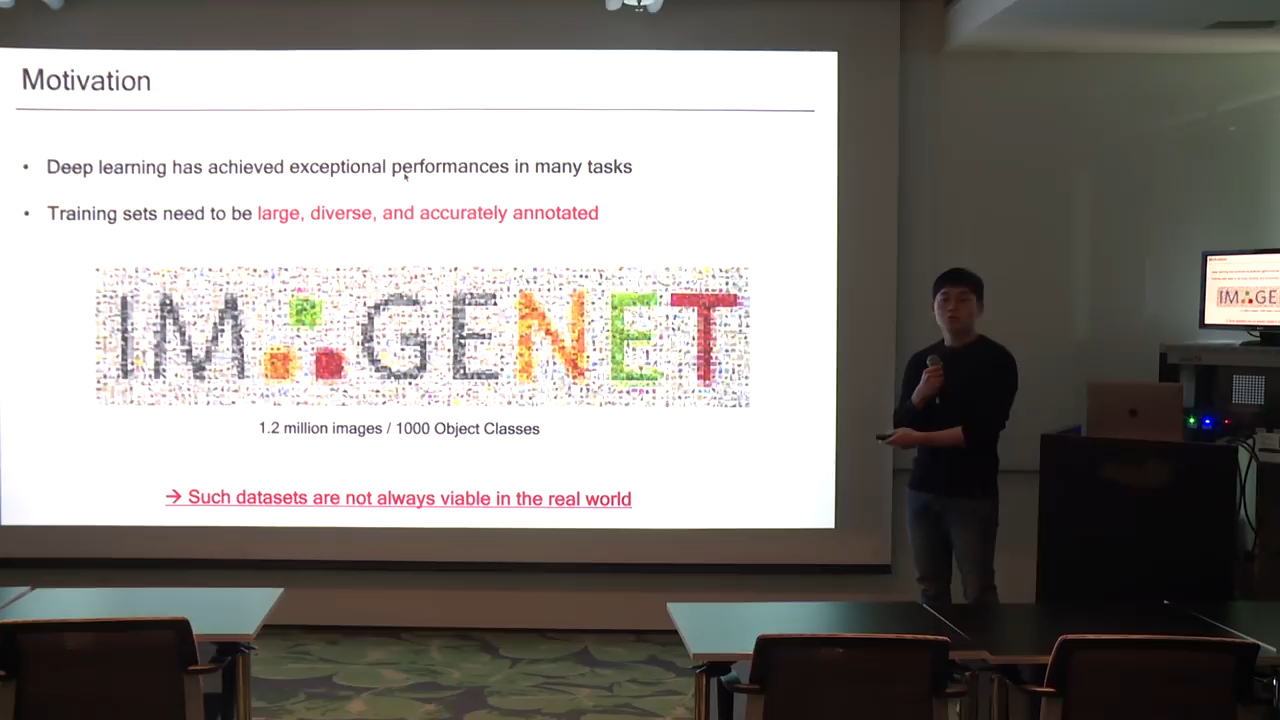 Motivation
• Deep learning has achieved exceptional performances in many tasks
• Training sets need to be large, diverse, and accurately annotated
IMAGENET
1.2 million images / 1000 Object Classes
→ Such datasets are not always viable in the real world
Motivation
IMAGE